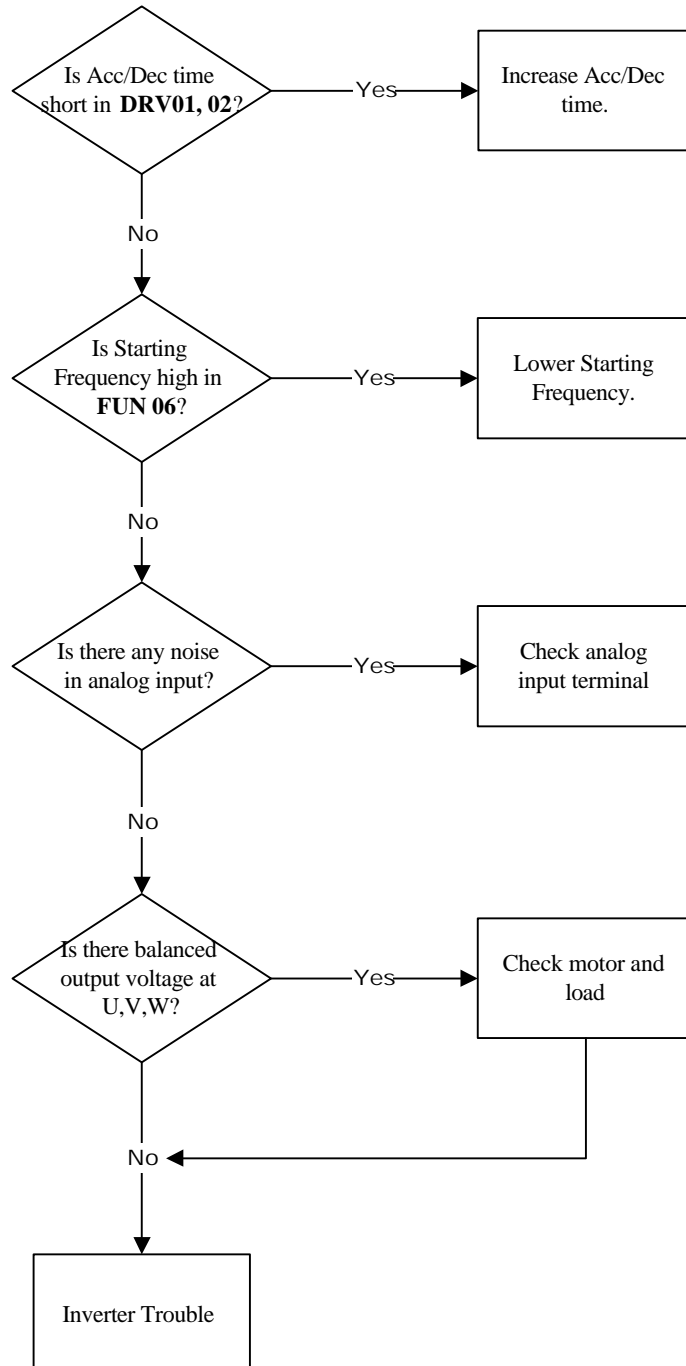 Is Acc/Dec time
short in DRV01, 02?
Yes
Increase Acc/Dec
time.
No
Is Starting
Frequency high in
FUN 06?
Yes
Lower Starting
Frequency.
No
Is there any noise
in analog input?
Yes
Check analog
input terminal
No
Is there balanced
output voltage at
U,V,W?
Yes
Check motor and
load
No
Inverter Trouble